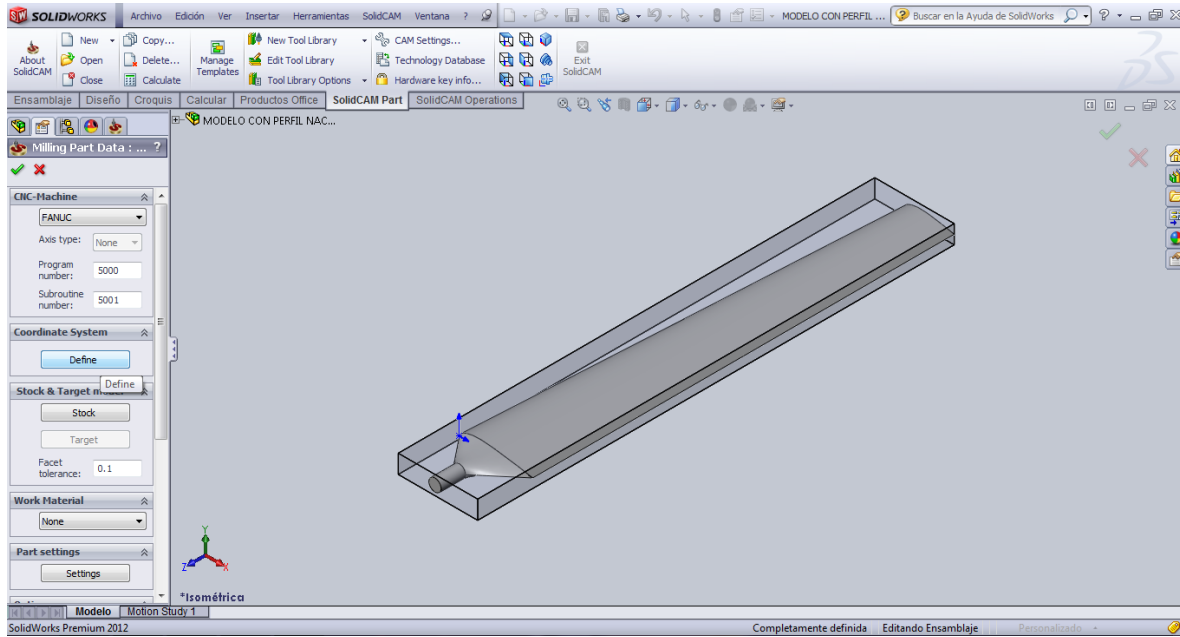 SOLIDWORKS Archivo Edición Ver Insertar Herramientas SolidCAM Ventana ? MODELO CON PERFIL ... Buscar en la Ayuda de SolidWorks ?
About SolidCAM
New
Open
Close
Copy...
Delete...
Calculate
Manage Templates
New Tool Library
Edit Tool Library
Tool Library Options
CAM Settings...
Technology Database
Hardware key info...
Exit SolidCAM
Ensamblaje Diseño Croquis Calcular Productos Office SolidCAM Part SolidCAM Operations
MODELO CON PERFIL NAC...
Milling Part Data : ... ?
CNC-Machine
FANUC
Axis type: None
Program number: 5000
Subroutine number: 5001
Coordinate System
Define
Define
Stock & Target
Stock
Target
Facet tolerance: 0.1
Work Material
None
Part settings
Settings
Y
Z
X
*Isométrica
Modelo Motion Study 1
SolidWorks Premium 2012 Completamente definida Editando Ensamblaje Personalizado